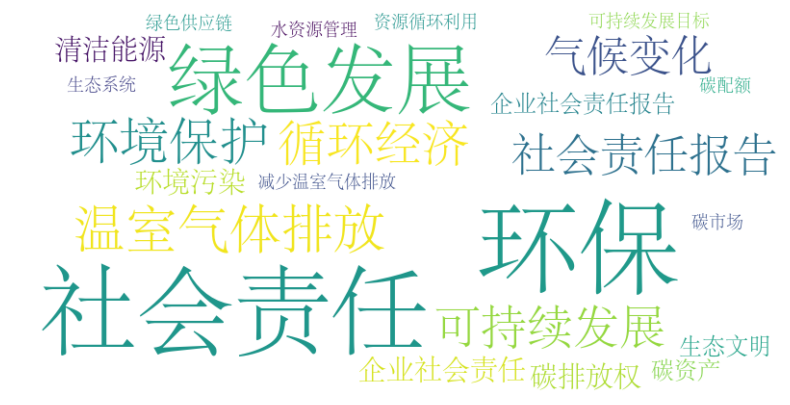 绿色供应链
水资源管理
资源循环利用
可持续发展目标
清洁能源
绿色发展
气候变化
生态系统
碳配额
企业社会责任报告
环境保护
循环经济
社会责任报告
环境污染
减少温室气体排放
温室气体排放
环保
碳市场
社会责任
可持续发展
生态文明
企业社会责任
碳排放权
碳资产